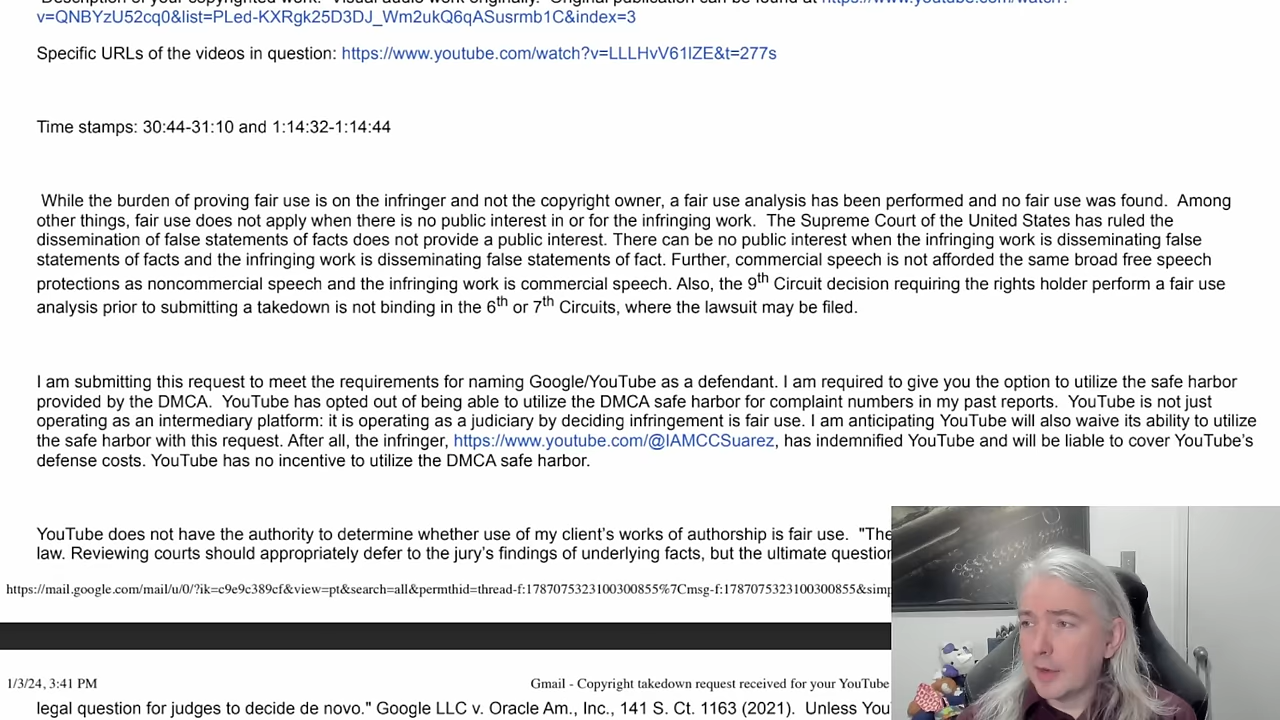 Description of your copyrighted work: Visual audio work originally. Original publication can be found at https://www.youtube.com/watch?
v=QNBYzU52cq0&list=PLed-KXRgk25D3DJ_Wm2ukQ6qASusrmb1C&index=3
Specific URLs of the videos in question: https://www.youtube.com/watch?v=LLLHvV61lZE&t=277s
Time stamps: 30:44-31:10 and 1:14:32-1:14:44
While the burden of proving fair use is on the infringer and not the copyright owner, a fair use analysis has been performed and no fair use was found. Among
other things, fair use does not apply when there is no public interest in or for the infringing work. The Supreme Court of the United States has ruled the
dissemination of false statements of facts does not provide a public interest. There can be no public interest when the infringing work is disseminating false
statements of facts and the infringing work is disseminating false statements of fact. Further, commercial speech is not afforded the same broad free speech
protections as noncommercial speech and the infringing work is commercial speech. Also, the 9th Circuit decision requiring the rights holder perform a fair use
analysis prior to submitting a takedown is not binding in the 6th or 7th Circuits, where the lawsuit may be filed.
I am submitting this request to meet the requirements for naming Google/YouTube as a defendant. I am required to give you the option to utilize the safe harbor
provided by the DMCA. YouTube has opted out of being able to utilize the DMCA safe harbor for complaint numbers in my past reports. YouTube is not just
operating as an intermediary platform: it is operating as a judiciary by deciding infringement is fair use. I am anticipating YouTube will also waive its ability to utilize
the safe harbor with this request. After all, the infringer, https://www.youtube.com/@IAMCCSuarez, has indemnified YouTube and will be liable to cover YouTube's
defense costs. YouTube has no incentive to utilize the DMCA safe harbor.
YouTube does not have the authority to determine whether use of my client's works of authorship is fair use. "The
law. Reviewing courts should appropriately defer to the jury's findings of underlying facts, but the ultimate question
https://mail.google.com/mail/u/0/?ik=c9e9c389cf&view=pt&search=all&permthid=thread-f:1787075323100300855%7Cmsg-f:1787075323100300855&simp
1/3/24, 3:41 PM Gmail - Copyright takedown request received for your YouTube
legal question for judges to decide de novo." Google LLC v. Oracle Am., Inc., 141 S. Ct. 1163 (2021). Unless You